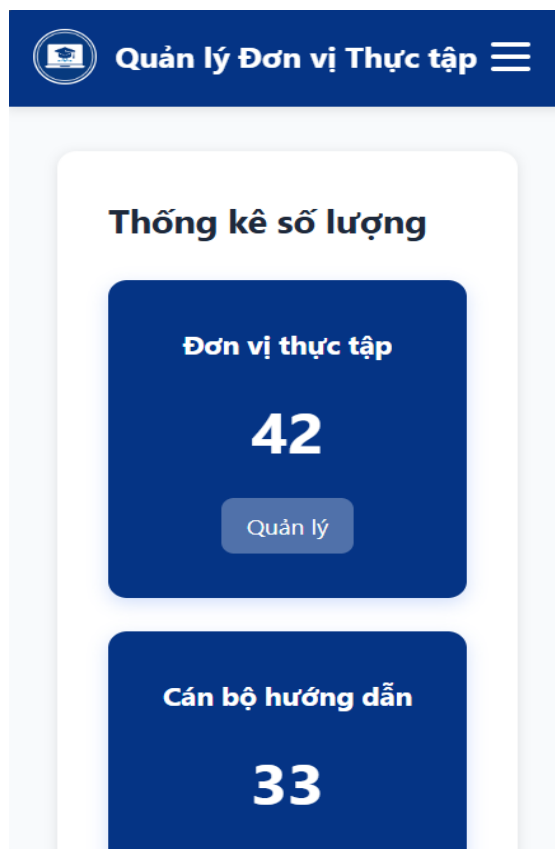 Quản lý Đơn vị Thực tập
Thống kê số lượng
Đơn vị thực tập
42
Quản lý
Cán bộ hướng dẫn
33